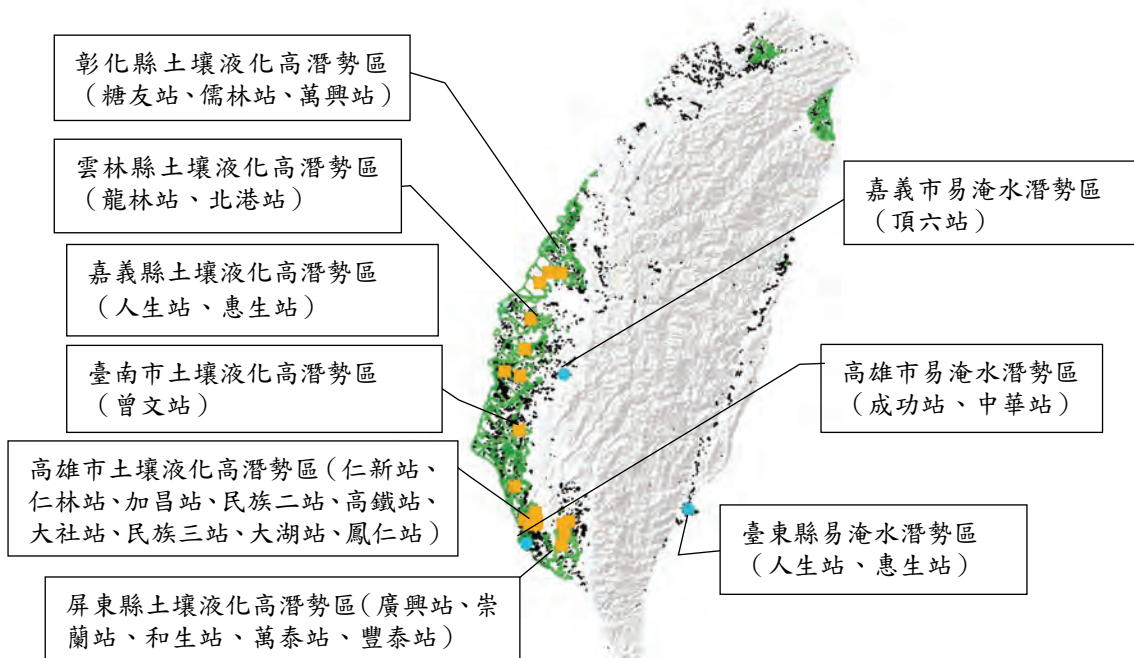 彰化縣土壤液化高潛勢區
（糖友站、儒林站、萬興站）
雲林縣土壤液化高潛勢區
（龍林站、北港站）
嘉義縣土壤液化高潛勢區
（人生站、惠生站）
臺南市土壤液化高潛勢區
（曾文站）
高雄市土壤液化高潛勢區（仁新站、
仁林站、加昌站、民族二站、高鐵站、
大社站、民族三站、大湖站、鳳仁站）
屏東縣土壤液化高潛勢區（廣興站、崇
蘭站、和生站、萬泰站、豐泰站）
嘉義市易淹水潛勢區
（頂六站）
高雄市易淹水潛勢區
（成功站、中華站）
臺東縣易淹水潛勢區
（人生站、惠生站）